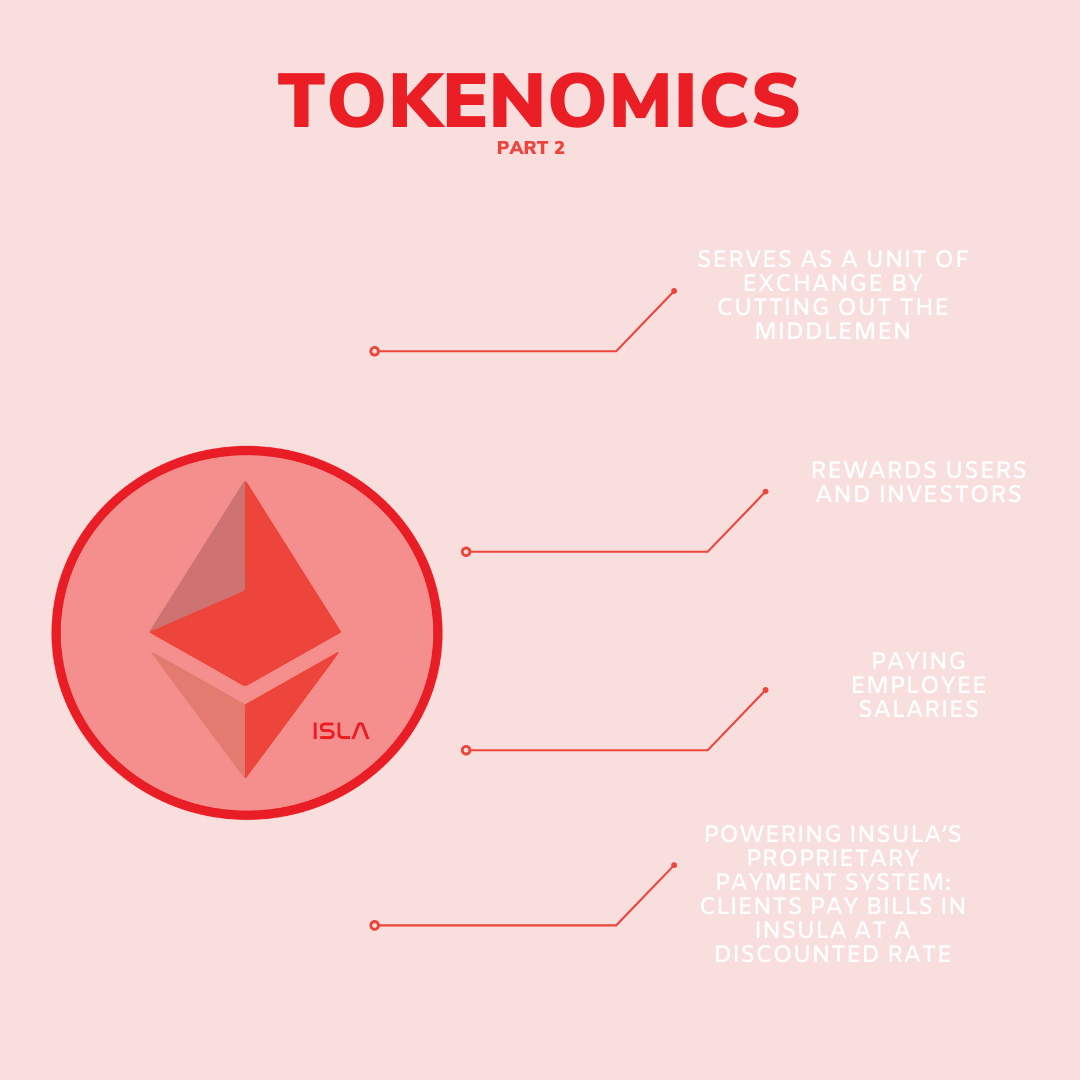 TOKENOMICS
PART 2
SERVES AS A UNIT OF
EXCHANGE BY
CUTTING OUT THE
MIDDLEMEN
REWARDS USERS
AND INVESTORS
PAYING
EMPLOYEE
SALARIES
ISLA
POWERING INSULA’S
PROPRIETARY
PAYMENT SYSTEM:
CLIENTS PAY BILLS IN
INSULA AT A
DISCOUNTED RATE